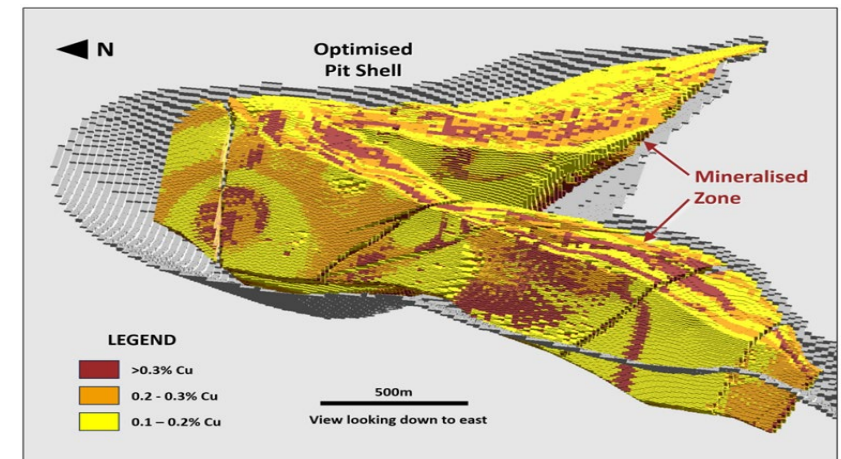 N
Optimised
Pit Shell
Mineralised
Zone
LEGEND
>0.3% Cu
0.2 - 0.3% Cu
0.1 – 0.2% Cu
500m
View looking down to east